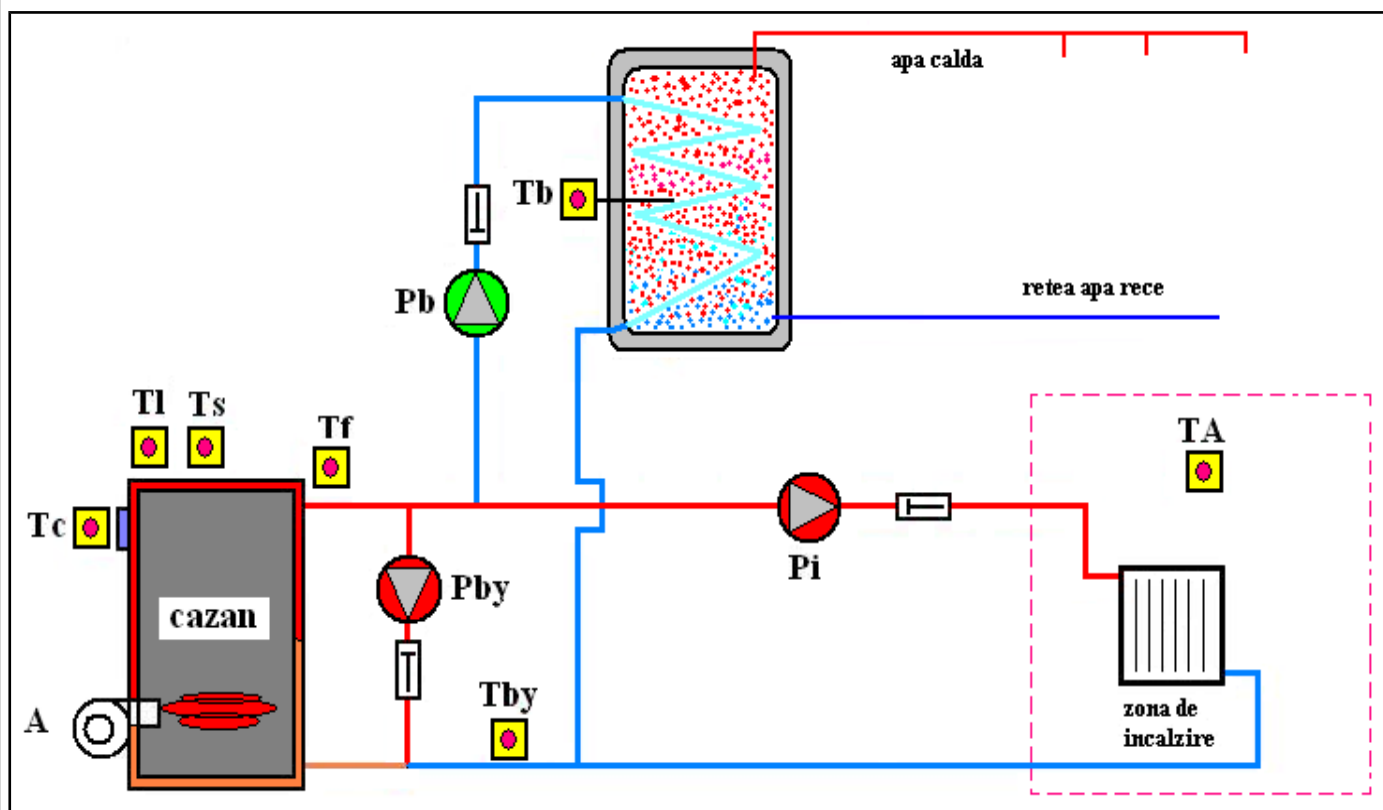 apa calda
Tb
Pb
retea apa rece
Tl
Ts
Tf
TA
Tc
Pi
Pby
cazan
Tby
A
zona de
incalzire